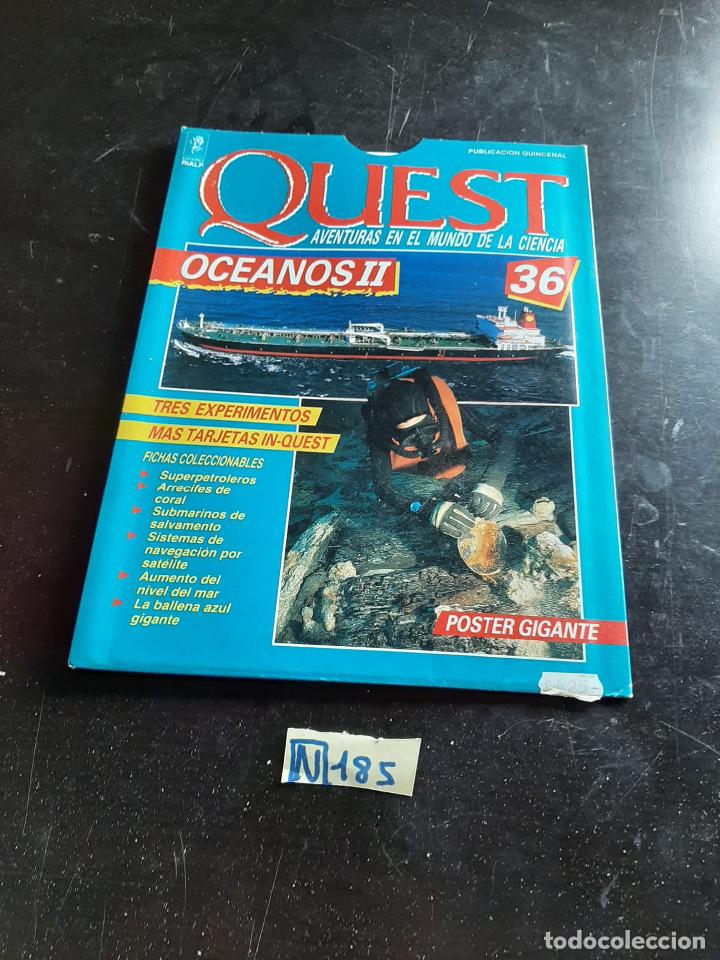 PUBLICACION QUINCENAL
RIALP
QUEST
AVENTURAS EN EL MUNDO DE LA CIENCIA
OCEANOS II
36
TRES EXPERIMENTOS
MAS TARJETAS IN-QUEST
FICHAS COLECCIONABLES
Superpetroleros
Arrecifes de
coral
Submarinos de
salvamento
Sistemas de
navegación por
satélite
Aumento del
nivel del mar
La ballena azul
gigante
POSTER GIGANTE
N 185
todocoleccion